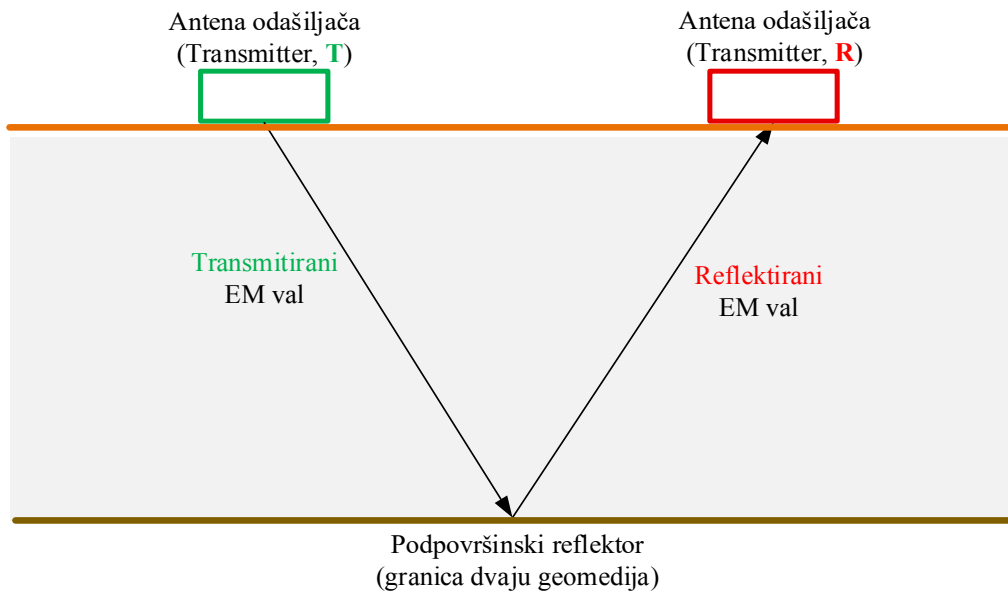 Antena odašiljača
(Transmitter, T)
Antena odašiljača
(Transmitter, R)
Transmitirani
EM val
Reflektirani
EM val
Podpovršinski reflektor
(granica dvaju geomedija)